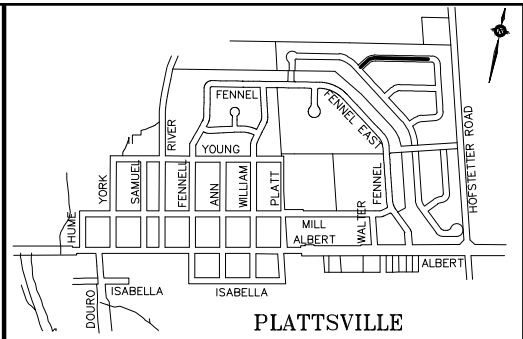 N
FENNEL
FENNEL EAST
RIVER
YOUNG
HOFSTETTER ROAD
YORK
SAMUEL
FENNELL
ANN
WILLIAM
PLATT
FENNEL
HUME
MILL
WALTER
ALBERT
ALBERT
DOURO
ISABELLA
ISABELLA
PLATTSVILLE